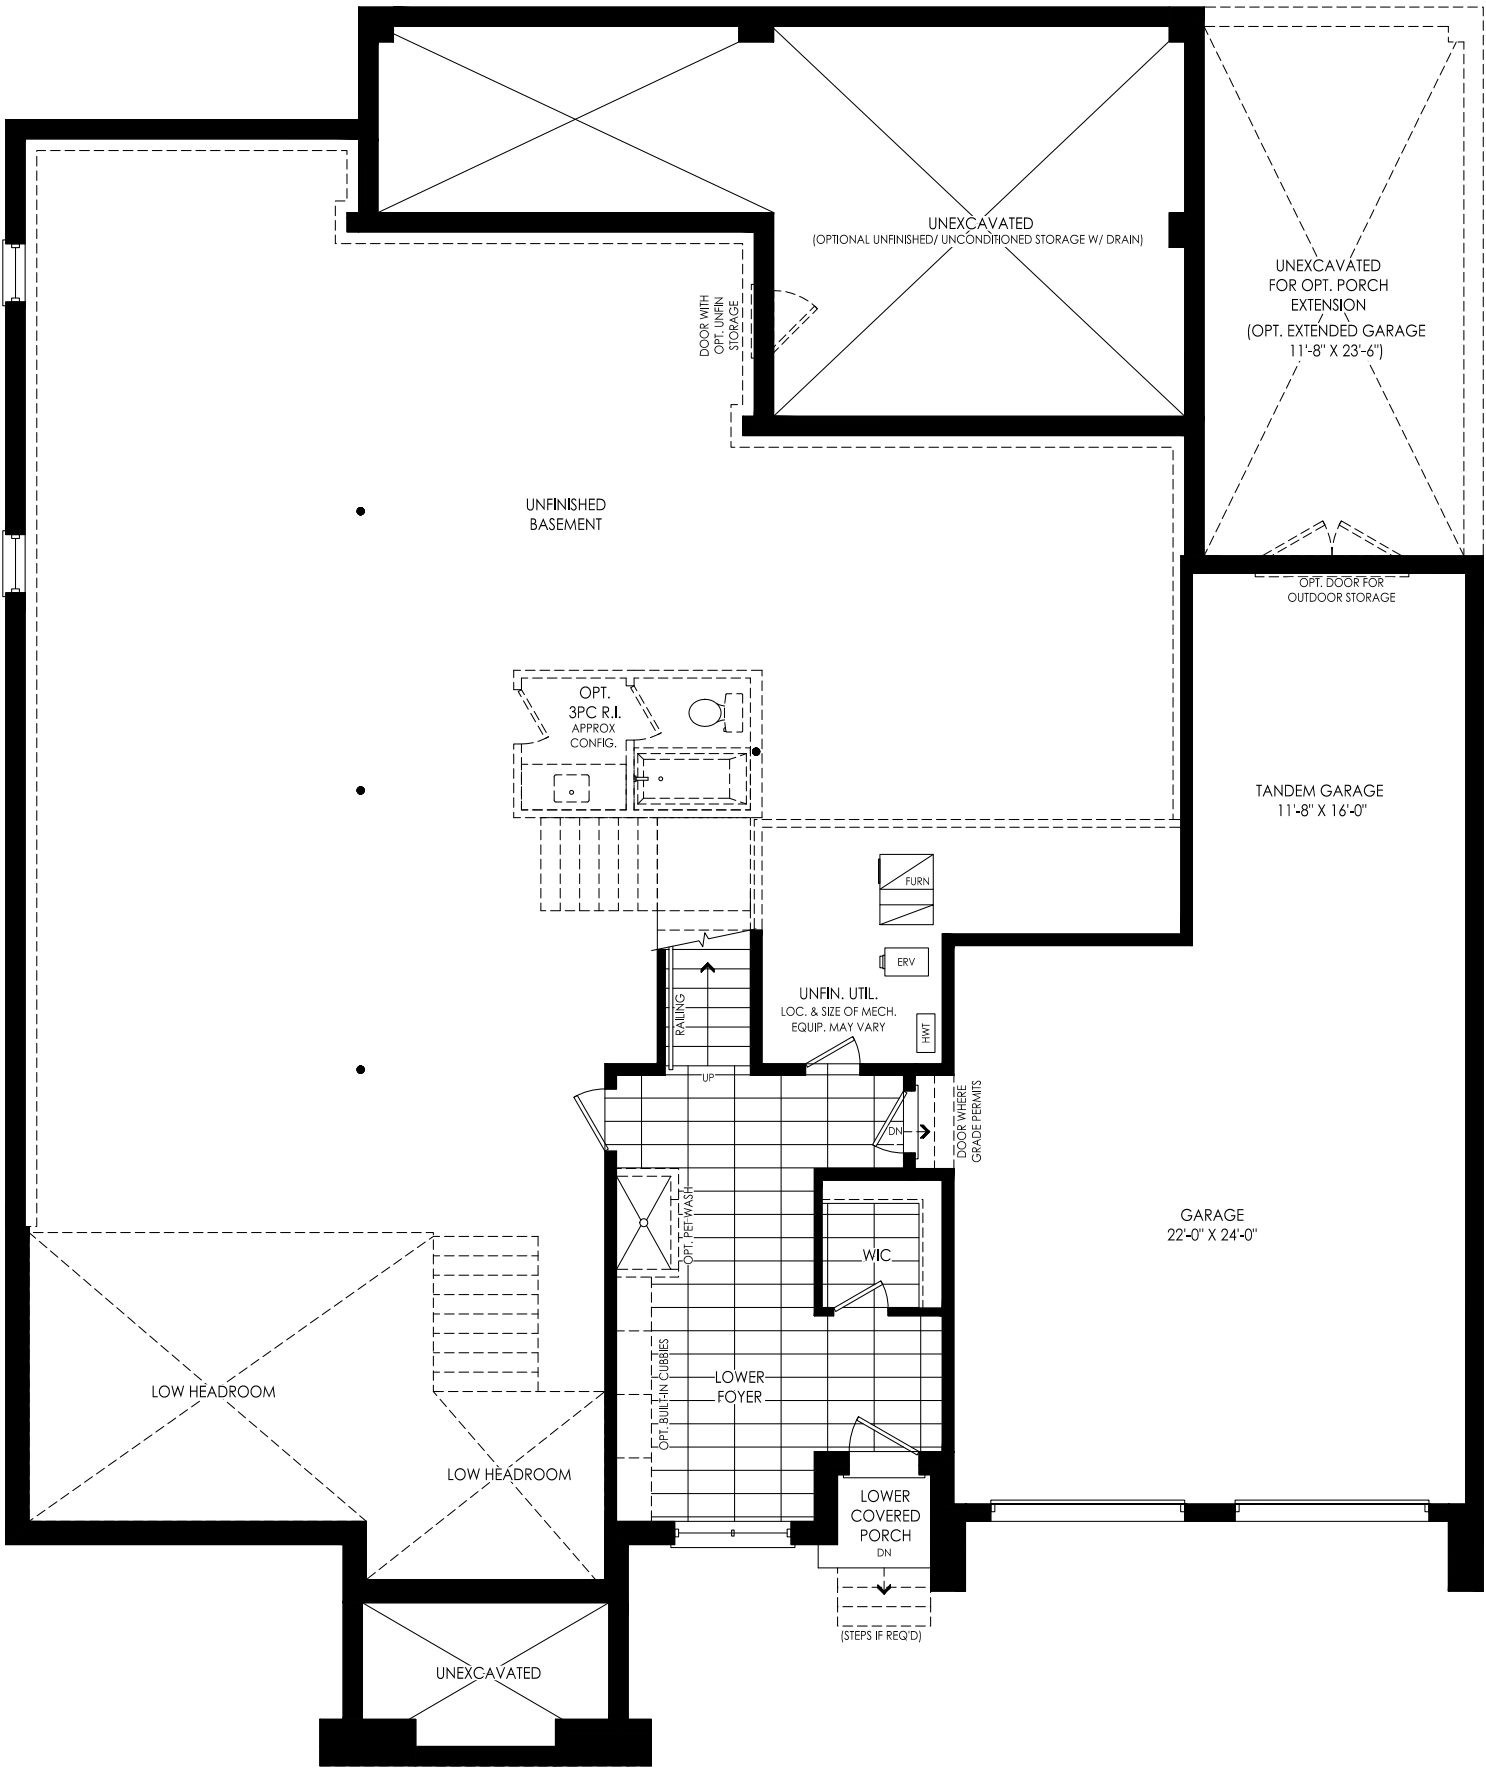 UNEXCAVATED
(OPTIONAL UNFINISHED/ UNCONDITIONED STORAGE W/ DRAIN)
UNEXCAVATED
FOR OPT. PORCH
EXTENSION
(OPT. EXTENDED GARAGE
11'-8" X 23'-6")
DOOR WITH
OPT. UNFIN
STORAGE
UNFINISHED
BASEMENT
OPT. DOOR FOR
OUTDOOR STORAGE
OPT.
3PC R.I.
APPROX
CONFIG.
TANDEM GARAGE
11'-8" X 16'-0"
FURN
ERV
UNFIN. UTIL.
LOC. & SIZE OF MECH.
EQUIP. MAY VARY
HWT
RAILING
UP
DN
DOOR WHERE
GRADE PERMITS
OPT. PET WASH
WIC
GARAGE
22'-0" X 24'-0"
LOWER
FOYER
OPT. BUILT-IN CUBBIES
LOW HEADROOM
LOW HEADROOM
LOWER
COVERED
PORCH
DN
(STEPS IF REQ'D)
UNEXCAVATED